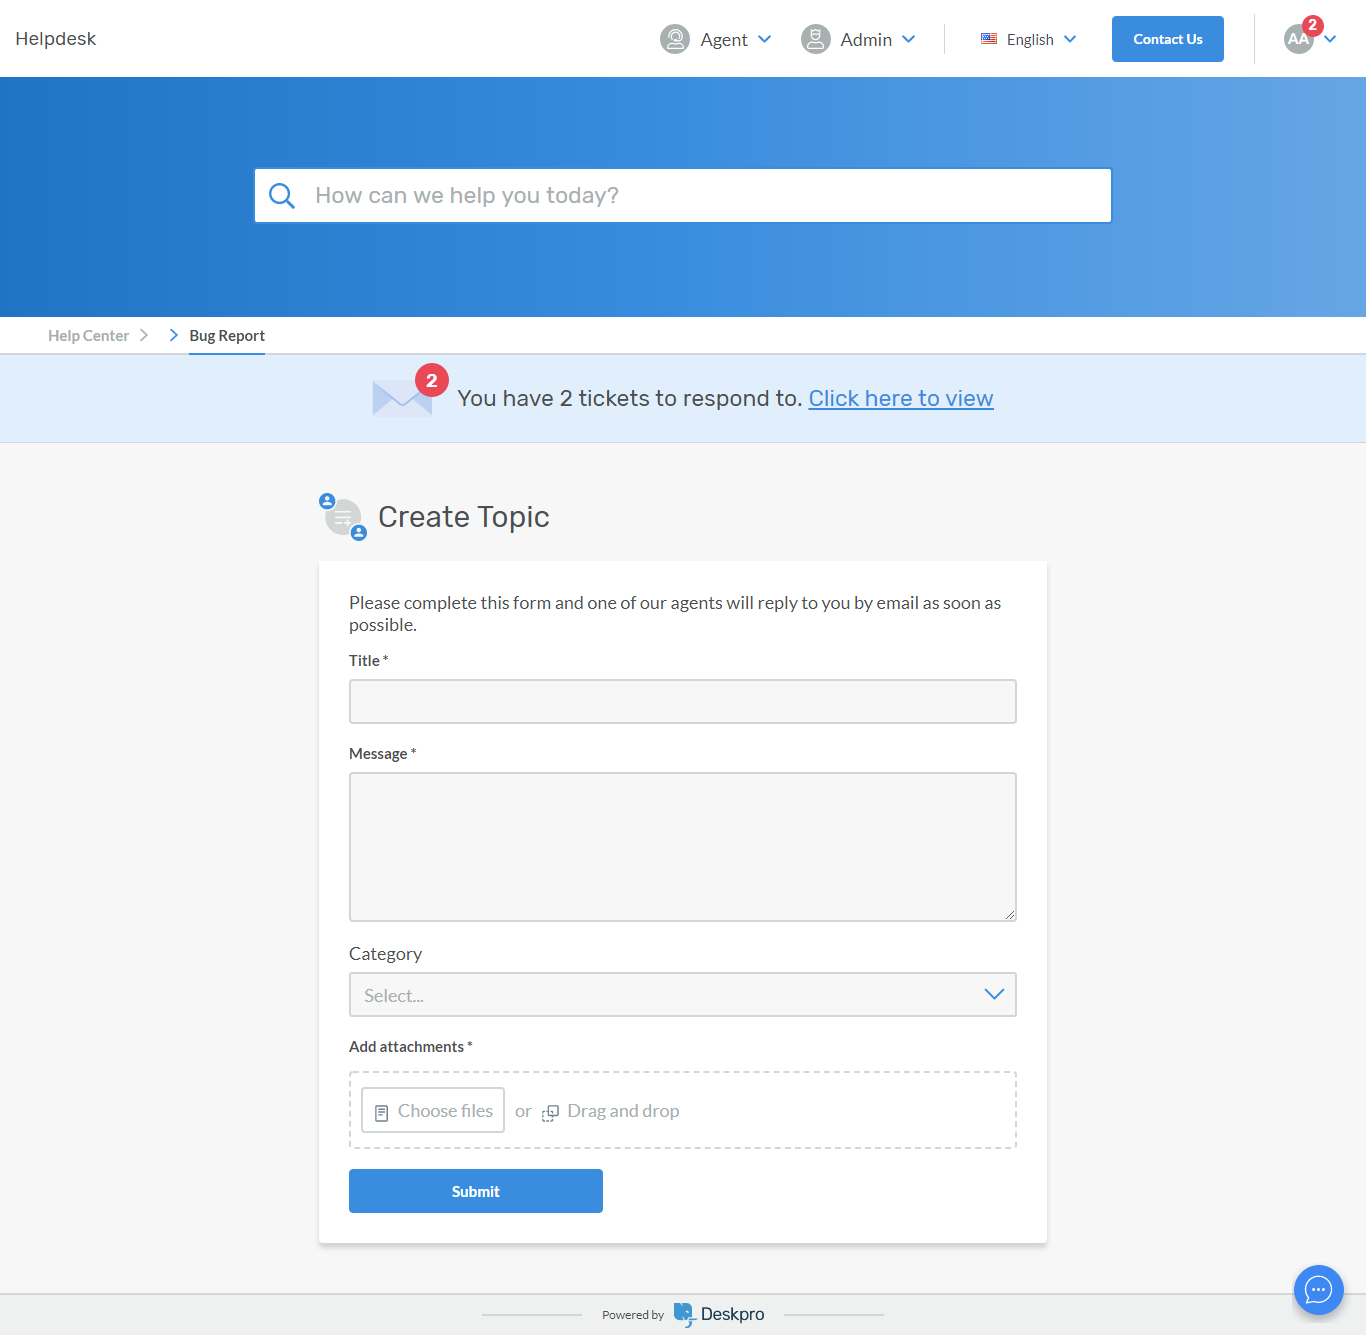 Helpdesk
Agent
Admin
English
Contact Us
AA
2
How can we help you today?
Help Center
Bug Report
2
You have 2 tickets to respond to. Click here to view
Create Topic
Please complete this form and one of our agents will reply to you by email as soon as
possible.
Title *
Message *
Category
Select...
Add attachments *
Choose files or Drag and drop
Submit
Powered by Deskpro